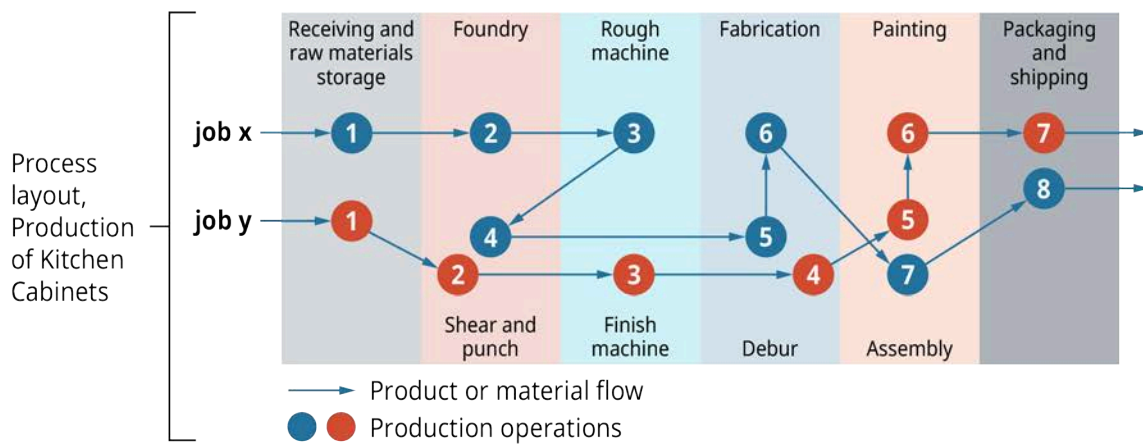 Receiving and
raw materials
storage
Foundry
Rough
machine
Fabrication
Painting
Packaging
and
shipping
job x
1
2
3
6
6
7
Process
layout,
Production
of Kitchen
Cabinets
job y
1
4
5
5
8
2
3
4
7
Shear and
punch
Finish
machine
Debur
Assembly
Product or material flow
Production operations